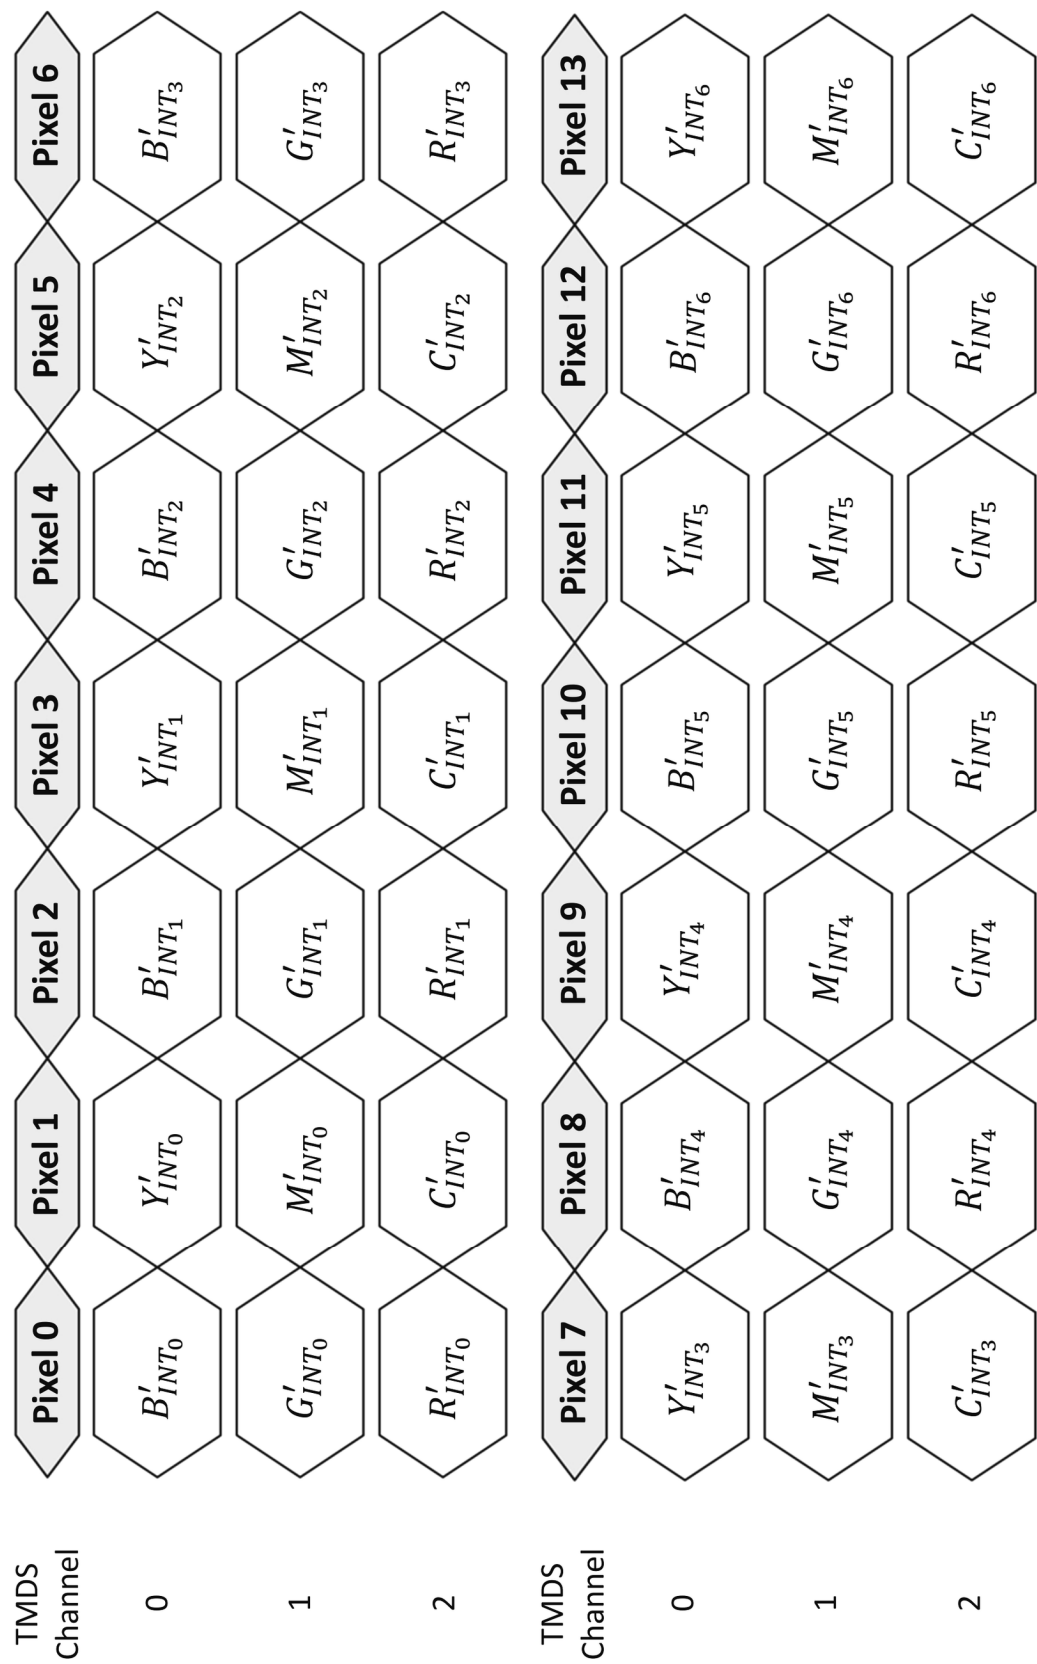 TMDS Channel Pixel 0 Pixel 1 Pixel 2 Pixel 3 Pixel 4 Pixel 5 Pixel 6
0 B′INT₀ Y′INT₀ B′INT₁ Y′INT₁ B′INT₂ Y′INT₂ B′INT₃
1 G′INT₀ M′INT₀ G′INT₁ M′INT₁ G′INT₂ M′INT₂ G′INT₃
2 R′INT₀ C′INT₀ R′INT₁ C′INT₁ R′INT₂ C′INT₂ R′INT₃
TMDS Channel Pixel 7 Pixel 8 Pixel 9 Pixel 10 Pixel 11 Pixel 12 Pixel 13
0 Y′INT₃ B′INT₄ Y′INT₄ B′INT₅ Y′INT₅ B′INT₆ Y′INT₆
1 M′INT₃ G′INT₄ M′INT₄ G′INT₅ M′INT₅ G′INT₆ M′INT₆
2 C′INT₃ R′INT₄ C′INT₄ R′INT₅ C′INT₅ R′INT₆ C′INT₆